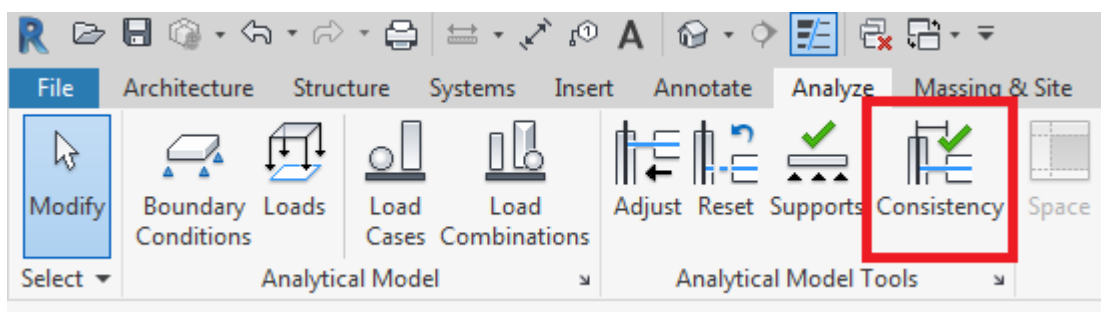 R A
File Architecture Structure Systems Insert Annotate Analyze Massing & Site
Modify Boundary Conditions Loads Load Cases Load Combinations Adjust Reset Supports Consistency Space
Select Analytical Model Analytical Model Tools